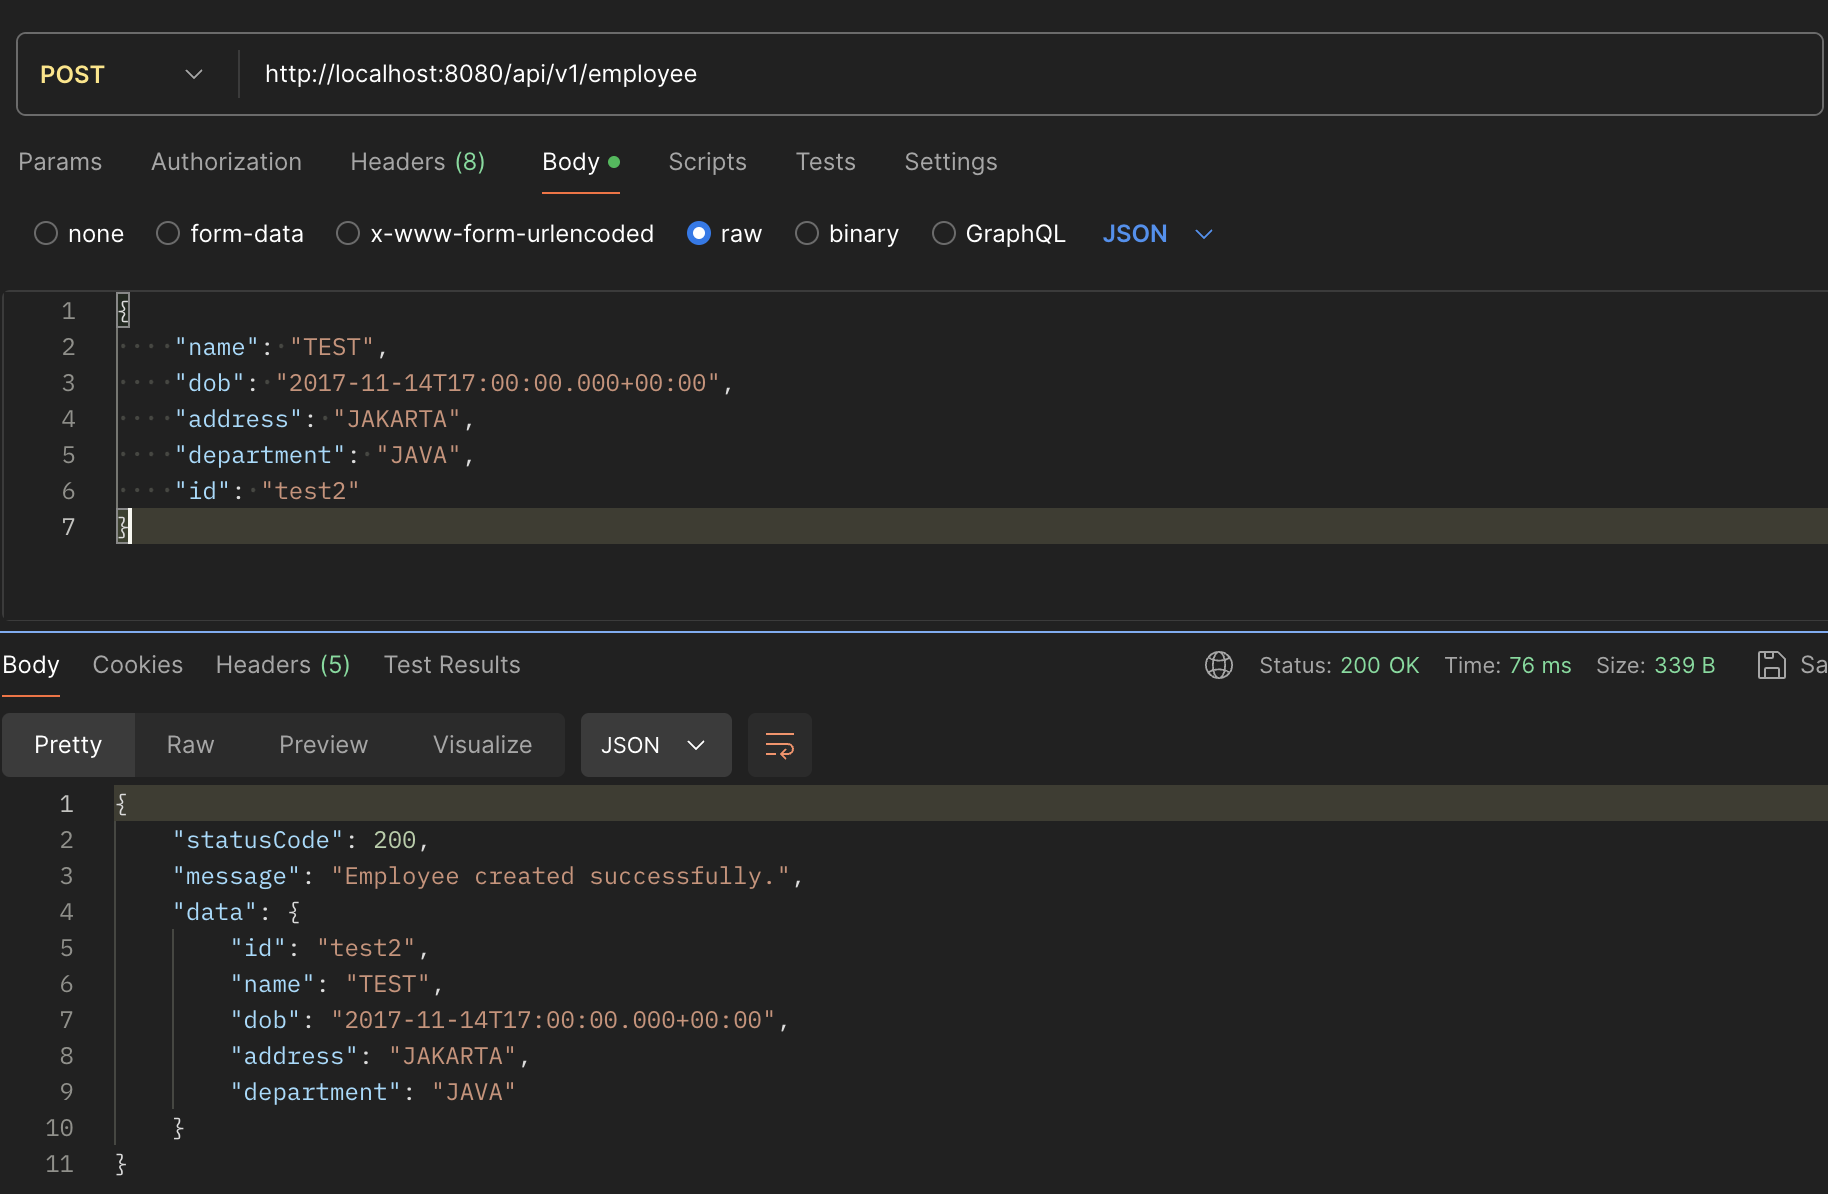 POST http://localhost:8080/api/v1/employee
Params Authorization Headers (8) Body Scripts Tests Settings
none form-data x-www-form-urlencoded raw binary GraphQL JSON
1 {
2 "name": "TEST",
3 "dob": "2017-11-14T17:00:00.000+00:00",
4 "address": "JAKARTA",
5 "department": "JAVA",
6 "id": "test2"
7 }
Body Cookies Headers (5) Test Results Status: 200 OK Time: 76 ms Size: 339 B Sa
Pretty Raw Preview Visualize JSON
1 {
2 "statusCode": 200,
3 "message": "Employee created successfully.",
4 "data": {
5 "id": "test2",
6 "name": "TEST",
7 "dob": "2017-11-14T17:00:00.000+00:00",
8 "address": "JAKARTA",
9 "department": "JAVA"
10 }
11 }